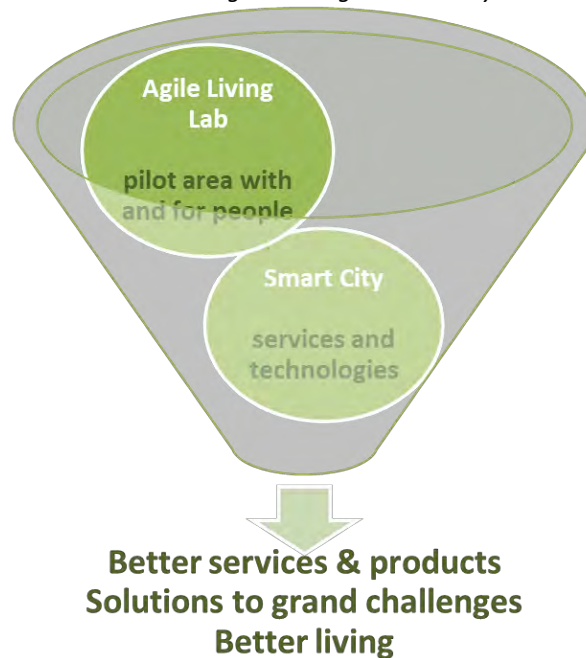 Agile Living
Lab
pilot area with
and for people
Smart City
services and
technologies
Better services & products
Solutions to grand challenges
Better living